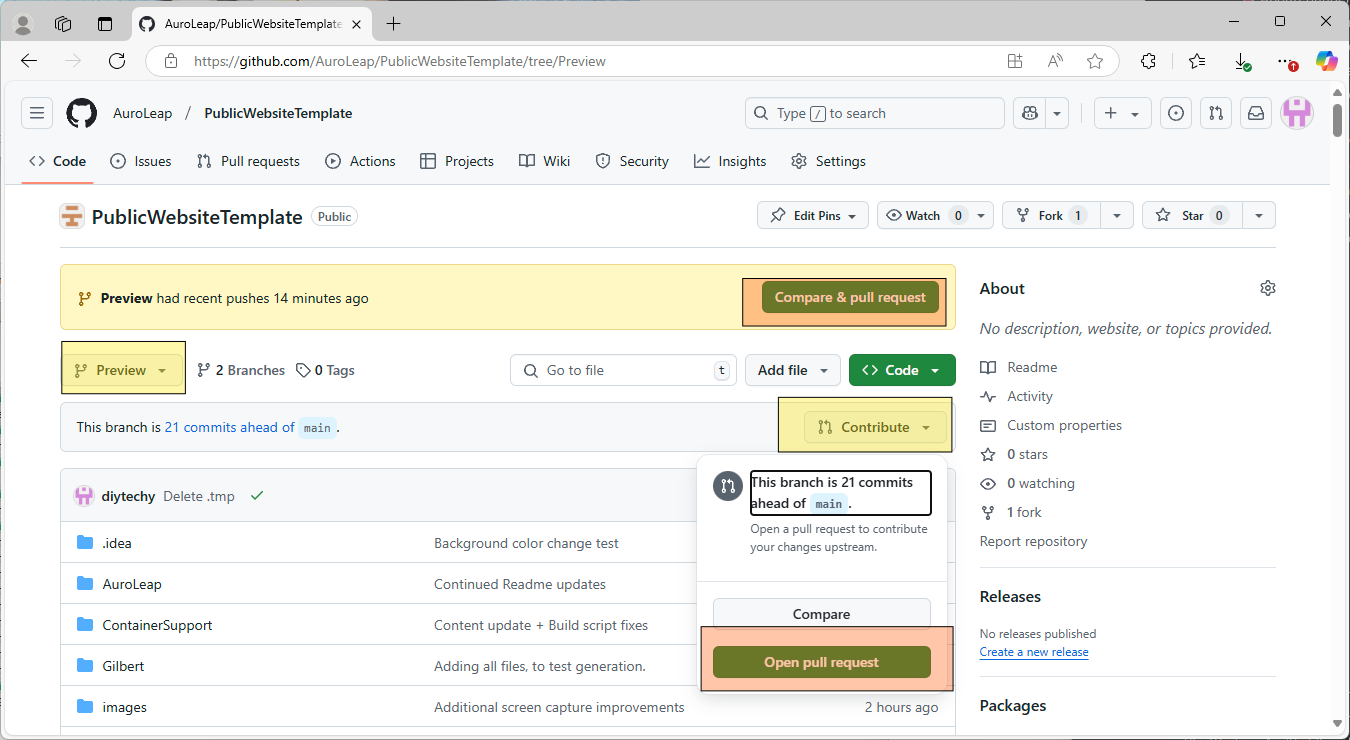 AuroLeap/PublicWebsiteTemplate
https://github.com/AuroLeap/PublicWebsiteTemplate/tree/Preview
AuroLeap / PublicWebsiteTemplate
Type / to search
Code Issues Pull requests Actions Projects Wiki Security Insights Settings
PublicWebsiteTemplate Public
Edit Pins Watch 0 Fork 1 Star 0
Preview had recent pushes 14 minutes ago
Compare & pull request
Preview 2 Branches 0 Tags
Go to file t
Add file
Code
This branch is 21 commits ahead of main .
Contribute
This branch is 21 commits
ahead of main .
Open a pull request to contribute
your changes upstream.
Compare
Open pull request
diytechy Delete .tmp
.idea Background color change test
AuroLeap Continued Readme updates
ContainerSupport Content update + Build script fixes
Gilbert Adding all files, to test generation.
images Additional screen capture improvements 2 hours ago
About
No description, website, or topics provided.
Readme
Activity
Custom properties
0 stars
0 watching
1 fork
Report repository
Releases
No releases published
Create a new release
Packages